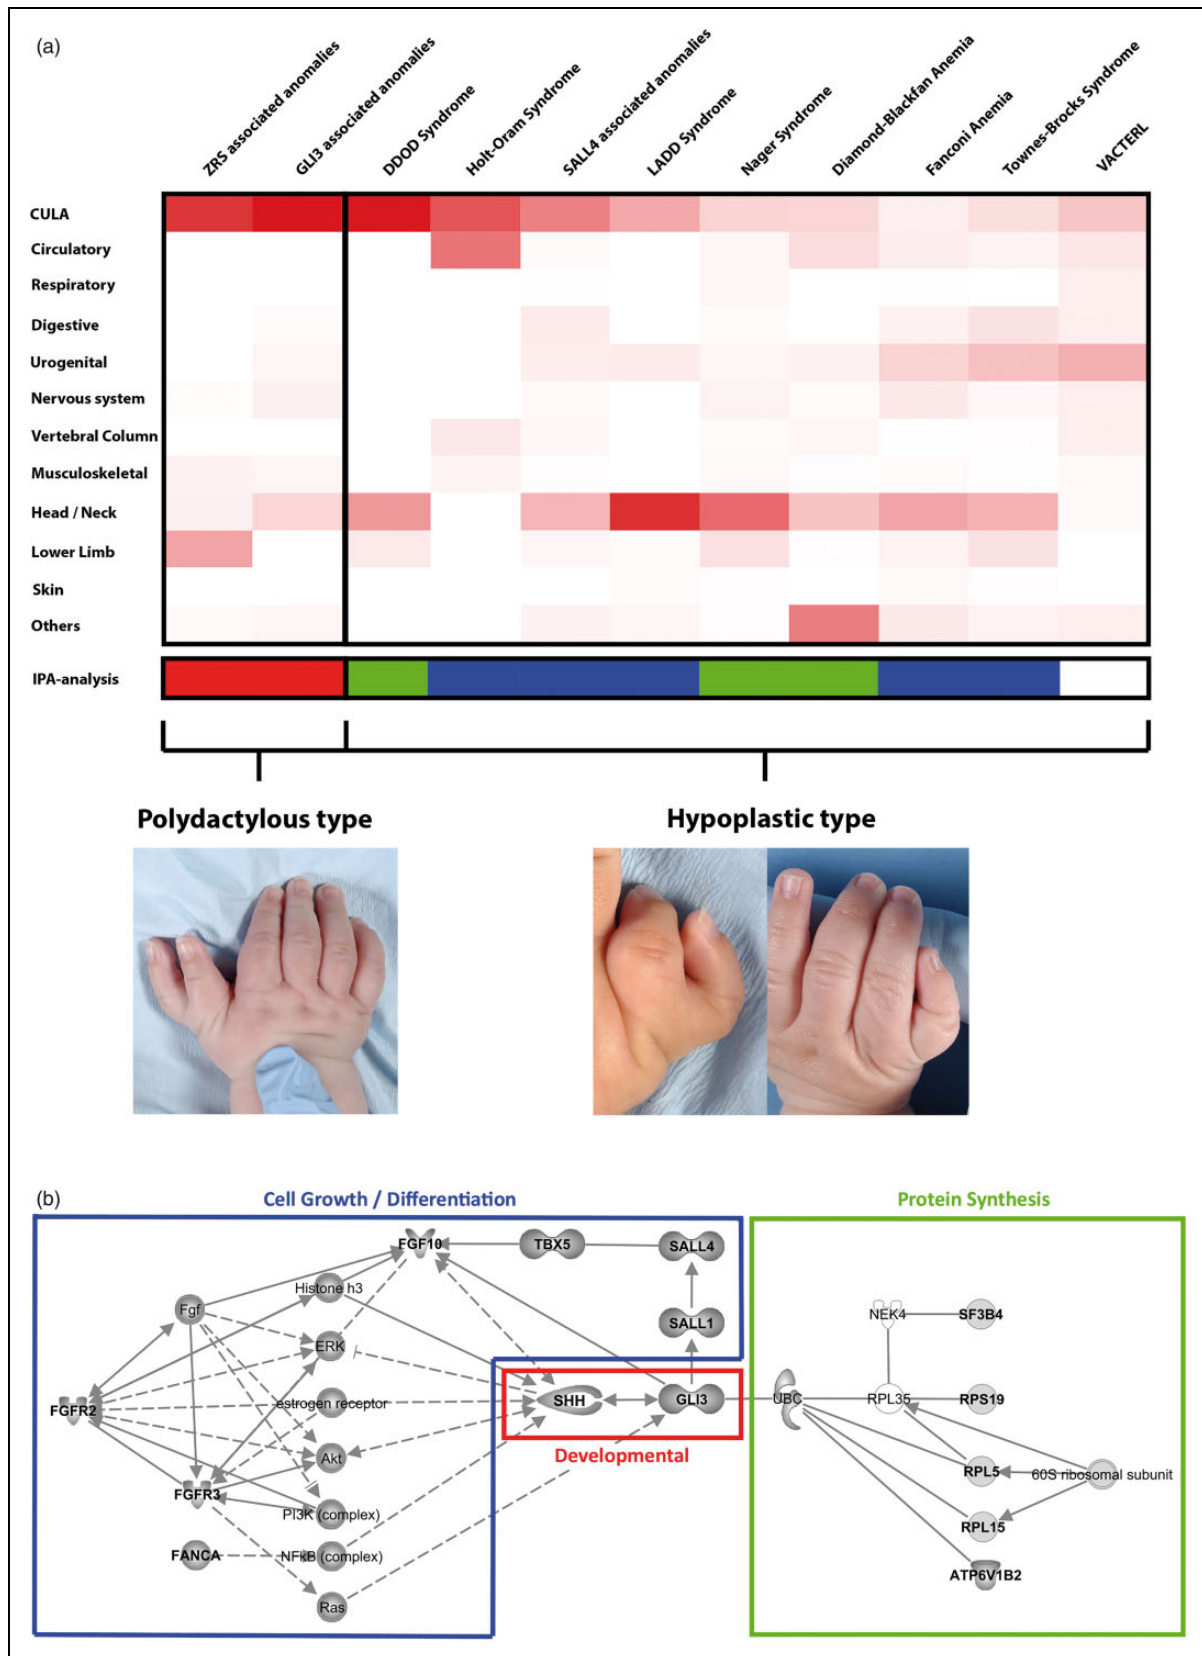 (a)
ZRS associated anomalies
GLI3 associated anomalies
DDOD Syndrome
Holt-Oram Syndrome
SALL4 associated anomalies
LADD Syndrome
Nager Syndrome
Diamond-Blackfan Anemia
Fanconi Anemia
Townes-Brocks Syndrome
VACTERL
CULA
Circulatory
Respiratory
Digestive
Urogenital
Nervous system
Vertebral Column
Musculoskeletal
Head / Neck
Lower Limb
Skin
Others
IPA-analysis
Polydactylous type
Hypoplastic type
(b)
Cell Growth / Differentiation
Protein Synthesis
FGF10
TBX5
SALL4
Histone h3
Fgf
SALL1
NEK4
SF3B4
ERK
FGFR2
estrogen receptor
SHH
GLI3
UBC
RPL35
RPS19
Developmental
Akt
FGFR3
RPL5
60S ribosomal subunit
PI3K (complex)
RPL15
FANCA
NFkB (complex)
ATP6V1B2
Ras